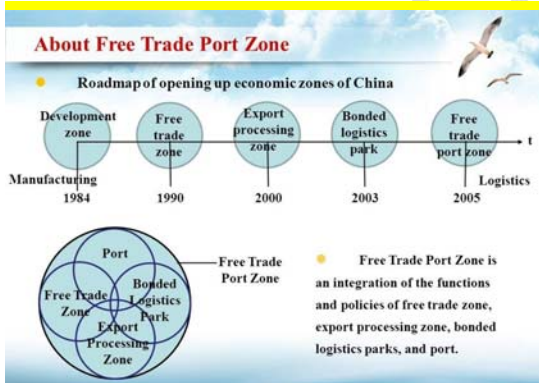 About Free Trade Port Zone
Roadmap of opening up economic zones of China
Development
zone
Free
trade
zone
Export
processing
zone
Bonded
logistics
park
Free
trade
port zone
t
Manufacturing
Logistics
1984
1990
2000
2003
2005
Port
Free Trade
Zone
Bonded
Logistics
Park
Export
Processing
Zone
Free Trade
Port Zone
Free Trade Port Zone is
an integration of the functions
and policies of free trade zone,
export processing zone, bonded
logistics parks, and port.